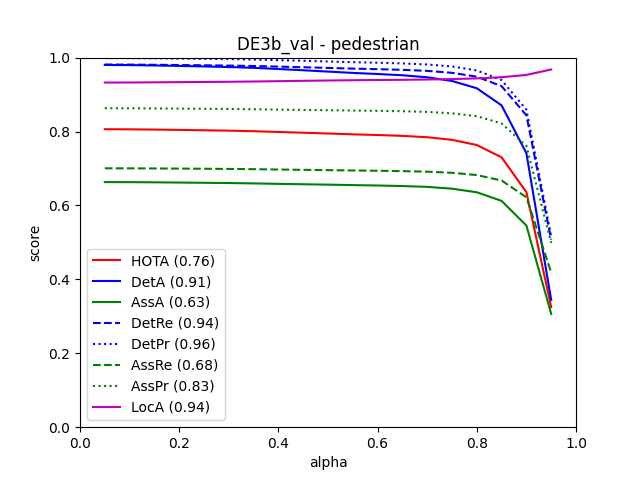 DE3b_val - pedestrian
1.0
0.8
0.6
0.4
0.2
0.0
score
HOTA (0.76)
DetA (0.91)
AssA (0.63)
DetRe (0.94)
DetPr (0.96)
AssRe (0.68)
AssPr (0.83)
LocA (0.94)
0.0 0.2 0.4 0.6 0.8 1.0
alpha